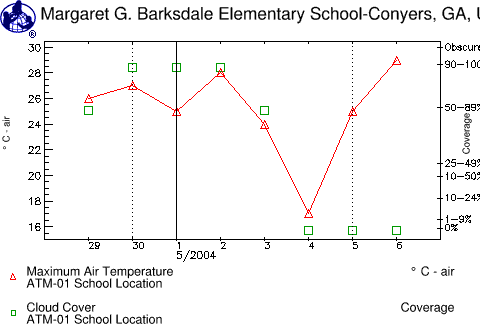 Margaret G. Barksdale Elementary School-Conyers, GA, U
®
30
28
26
24
22
20
18
16
° C - air
Obscure
90-100
50-89%
25-49%
10-50%
10-24%
1-9%
0%
Coverage
29 30 1 2 3 4 5 6
5/2004
Maximum Air Temperature ° C - air
ATM-01 School Location
Cloud Cover Coverage
ATM-01 School Location